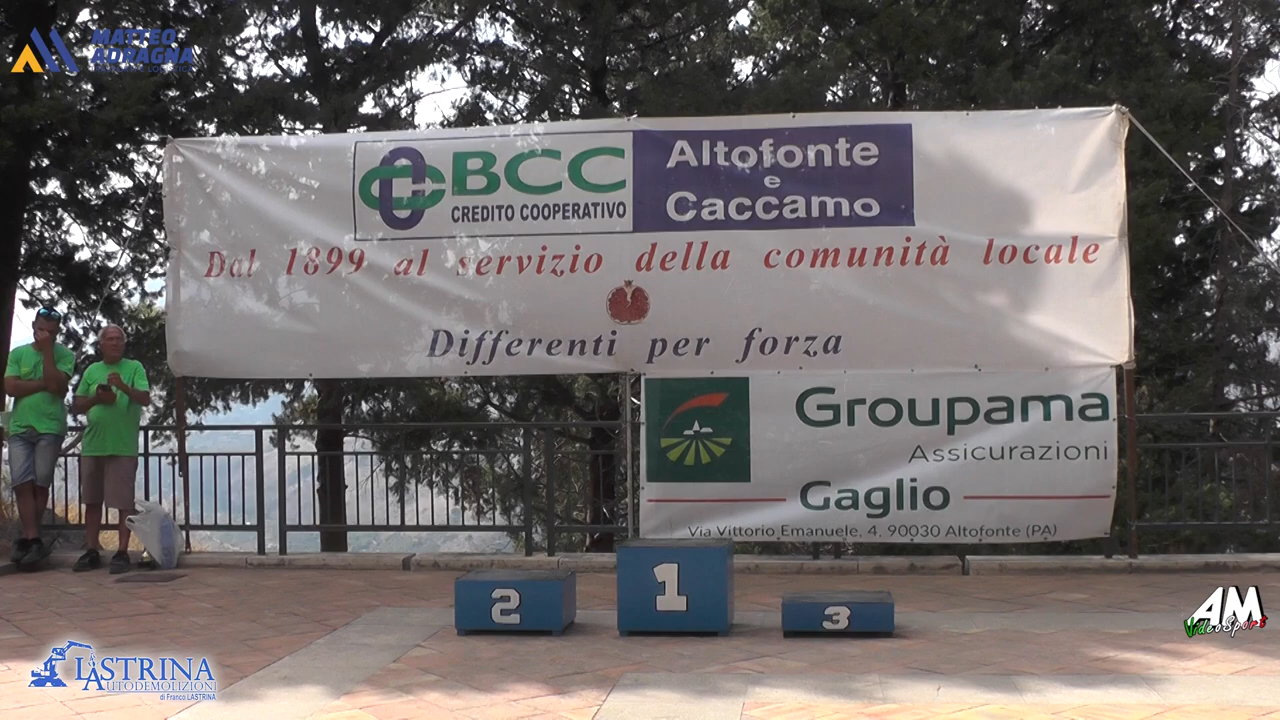 MATTEO
ADRAGNA
BCC
CREDITO COOPERATIVO
Altofonte
e
Caccamo
Dal 1899 al servizio della comunità locale
Differenti per forza
Groupama
Assicurazioni
Gaglio
Via Vittorio Emanuele, 4, 90030 Altofonte (PA)
2
1
3
AM
VideoSport
LASTRINA
AUTODEMOLIZIONI
di Franco LASTRINA